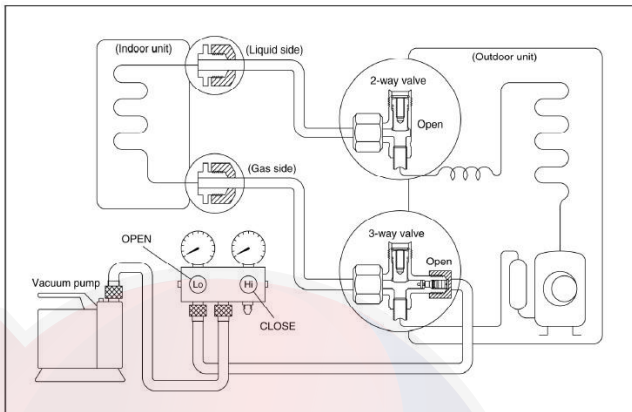 (Indoor unit)
(Liquid side)
(Outdoor unit)
2-way valve
Open
(Gas side)
3-way valve
Open
OPEN
Lo
Hi
CLOSE
Vacuum pump